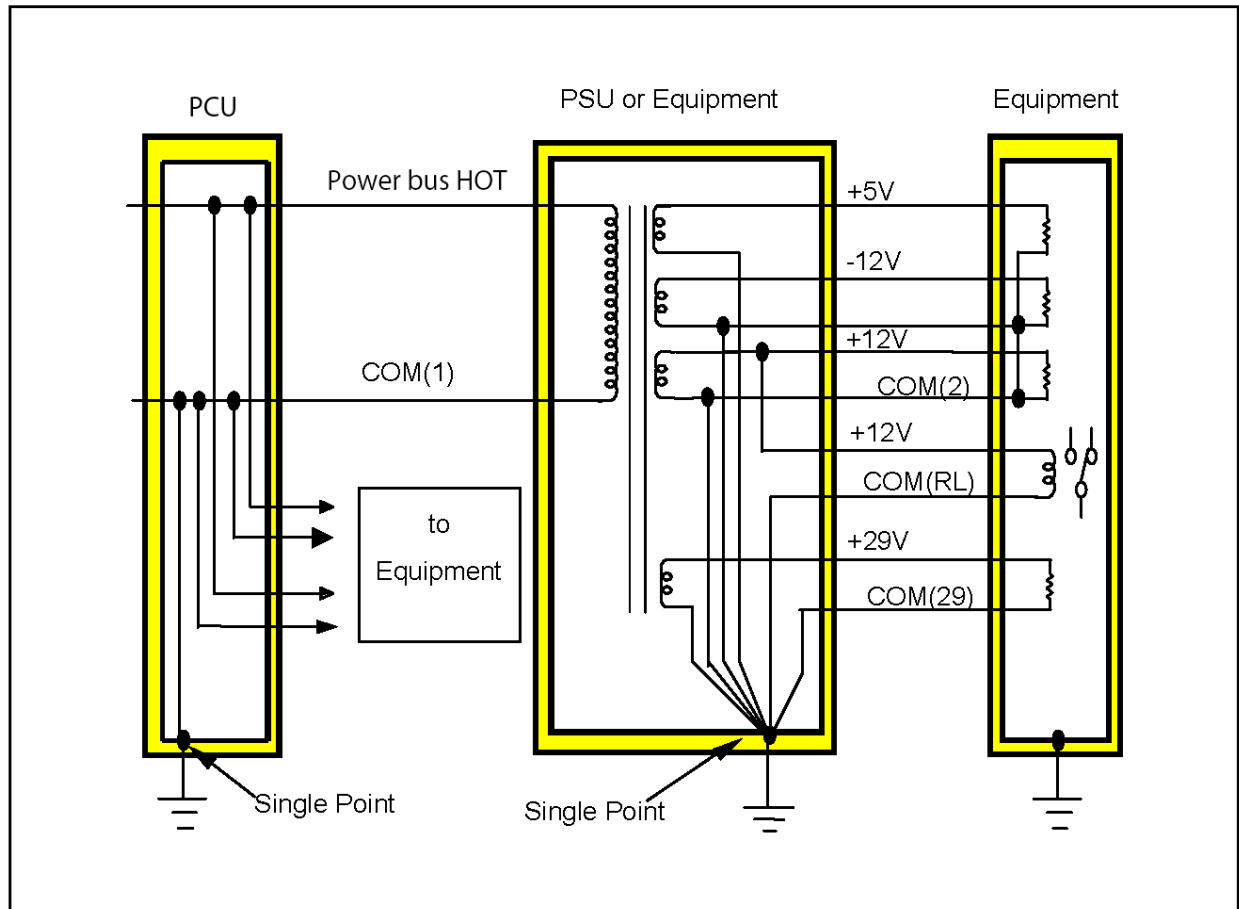 PCU
PSU or Equipment
Equipment
Power bus HOT
+5V
-12V
+12V
COM(1)
COM(2)
+12V
COM(RL)
to
Equipment
+29V
COM(29)
Single Point
Single Point